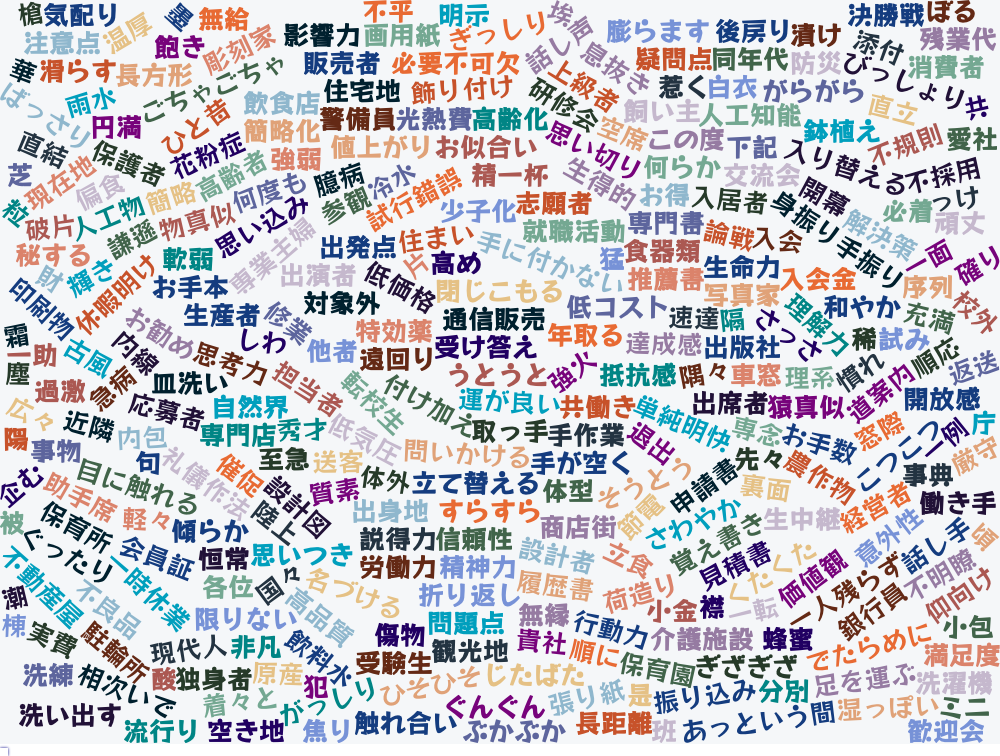 槍
気配り
墨
無給
不平
明示
埃
決勝戦
ぼる
注意点
温厚
飽き
彫刻家
影響力
画用紙
ぎっしり
話し合
息抜き
膨らます
後戻り
漬け
添付
残業代
華
滑らす
長方形
ごちゃごちゃ
販売者
必要不可欠
上級者
疑問点
同年代
防災
びっしょり
消費者
ばっさり
雨水
飲食店
住宅地
飾り付け
研修会
惹く
白衣
がらがら
直立
共
円満
ひと昔
簡略化
警備員
光熱費
高齢化
空席
飼い主
人工知能
鉢植え
直結
保護者
花粉症
強弱
値上がり
お似合い
思い切り
この度
下記
入り替える
不規則
愛社
芝
現在地
偏食
簡略
高齢者
何度も
臆病
冷水
精一杯
生得的
何らか
交流会
不採用
粒
破片
人工物
謙遜
物真似
思い込み
参観
試行錯誤
少子化
志願者
お得
入居者
身振り手振り
開幕
必着
っけ
秘する
輝き
休暇明け
軟弱
専業主婦
出発点
住まい
手に付かない
就職活動
専門書
論戦
入会
解決策
一面
頑丈
財
印刷物
お手本
出演者
片
低価格
高め
猛
食器類
推薦書
生命力
入会金
序列
確り
生産者
修業
対象外
閉じこもる
低コスト
写真家
理解力
和やか
充満
校外
霜
一助
古風
内線
お勧め
しわ
他者
特効薬
通信販売
年取る
速達
隔
さっさ
稀
試み
塵
過激
急病
皿洗い
思考力
担当者
遠回り
受け答え
うとうと
強火
達成感
出版社
慣れ
順応
返送
広々
近隣
応募者
自然界
転校生
付け加え
運が良い
共働き
抵抗感
隅々
車窓
理系
道案内
開放感
陽
事物
内包
専門店
秀才
低気圧
取っ手
手作業
単純明快
出席者
猿真似
窓際
一例
庁
企む
目に触れる
句
礼儀作法
催促
至急
送客
問いかける
手が空く
退出
専念
お手数
こつこつ
厳守
助手席
軽々
設計図
質素
体外
立て替える
体型
そうとう
申請書
先々
農作物
事典
被
保育所
傾らか
陸上
出身地
すらすら
商店街
節電
さわやか
裏面
生中継
経営者
働き手
ぐったり
会員証
恒常
思いつき
説得力
信頼性
設計者
立食
覚え書き
見積書
意外性
話し手
項
不動産屋
一時休業
各位
国々
名づける
労働力
精神力
履歴書
荷造り
くたくた
価値観
一人残らず
不明瞭
潮
不良品
限りない
高品質
折り返し
無縁
小金
襟
一転
銀行員
仰向け
棟
実費
駐輪所
現代人
非凡
飲料水
傷物
問題点
貴社
行動力
介護施設
蜂蜜
でたらめに
小包
洗練
相次いで
酸
独身者
原産
受験生
観光地
順に
保育園
ぎざぎざ
満足度
着々と
犯
がっしり
ひそひそ
じたばた
張り紙
是
振り込み
分別
足を運ぶ
洗濯機
洗い出す
流行り
空き地
焦り
触れ合い
ぐんぐん
ぶかぶか
長距離
班
あっという間
湿っぽい
ミニ
歓迎会